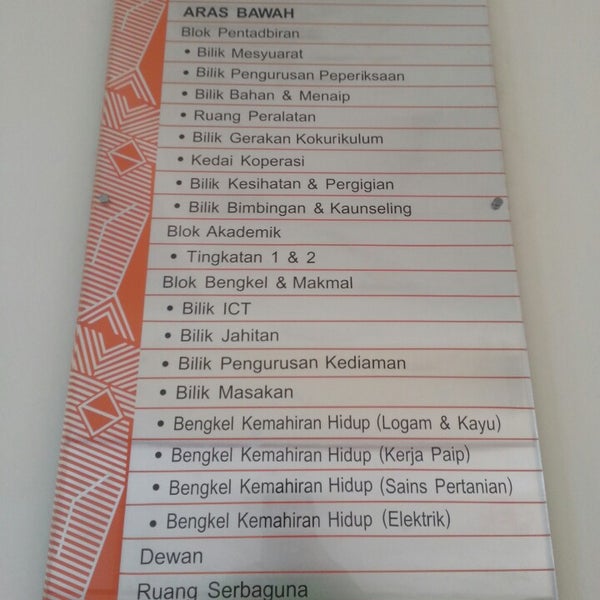 ARAS BAWAH
Blok Pentadbiran
• Bilik Mesyuarat
• Bilik Pengurusan Peperiksaan
• Bilik Bahan & Menaip
• Ruang Peralatan
• Bilik Gerakan Kokurikulum
• Kedai Koperasi
• Bilik Kesihatan & Pergigian
• Bilik Bimbingan & Kaunseling
Blok Akademik
• Tingkatan 1 & 2
Blok Bengkel & Makmal
• Bilik ICT
• Bilik Jahitan
• Bilik Pengurusan Kediaman
• Bilik Masakan
• Bengkel Kemahiran Hidup (Logam & Kayu)
• Bengkel Kemahiran Hidup (Kerja Paip)
• Bengkel Kemahiran Hidup (Sains Pertanian)
• Bengkel Kemahiran Hidup (Elektrik)
Dewan
Ruang Serbaguna